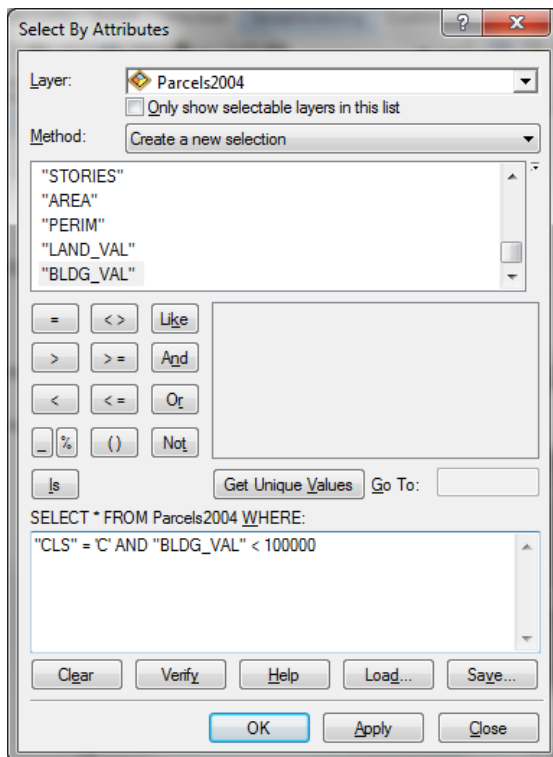 Select By Attributes
?
X
Layer: Parcels2004
Only show selectable layers in this list
Method: Create a new selection
"STORIES"
"AREA"
"PERIM"
"LAND_VAL"
"BLDG_VAL"
= < > Like
> > = And
< < = Or
_ % () Not
Is Get Unique Values Go To:
SELECT * FROM Parcels2004 WHERE:
"CLS" = 'C' AND "BLDG_VAL" < 100000
Clear Verify Help Load... Save...
OK Apply Close